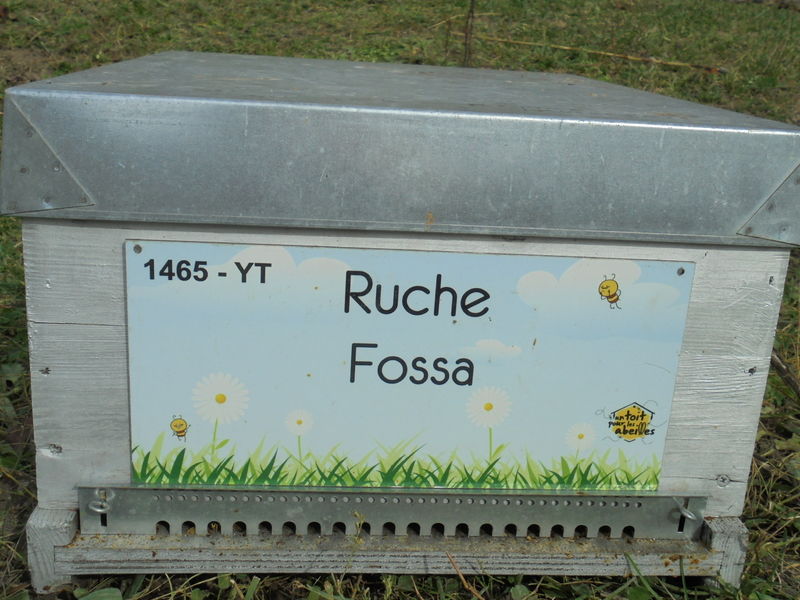 1465 - YT
Ruche
Fossa
un toit
pour les
abeilles